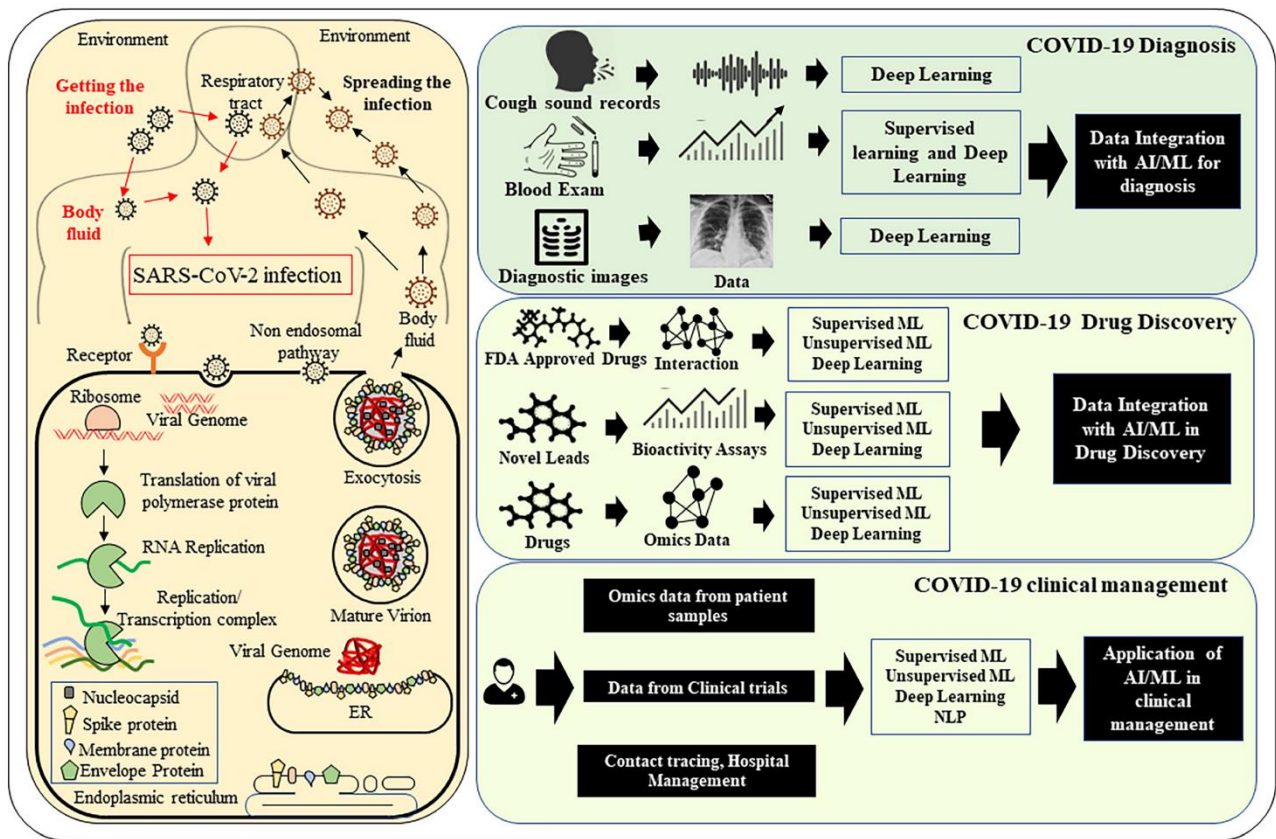 Environment
Environment
Getting the
infection
Respiratory
tract
Spreading the
infection
Body
fluid
SARS-CoV-2 infection
Body
fluid
Non endosomal
pathway
Receptor
Ribosome
Viral Genome
Exocytosis
Translation of viral
polymerase protein
RNA Replication
Mature Virion
Replication/
Transcription complex
Viral Genome
ER
Nucleocapsid
Spike protein
Membrane protein
Envelope Protein
Endoplasmic reticulum
COVID-19 Diagnosis
Cough sound records
Deep Learning
Blood Exam
Supervised
learning and Deep
Learning
Data Integration
with AI/ML for
diagnosis
Diagnostic images
Data
Deep Learning
COVID-19 Drug Discovery
FDA Approved Drugs
Interaction
Supervised ML
Unsupervised ML
Deep Learning
Novel Leads
Bioactivity Assays
Supervised ML
Unsupervised ML
Deep Learning
Data Integration
with AI/ML in
Drug Discovery
Drugs
Omics Data
Supervised ML
Unsupervised ML
Deep Learning
COVID-19 clinical management
Omics data from patient
samples
Data from Clinical trials
Contact tracing, Hospital
Management
Supervised ML
Unsupervised ML
Deep Learning
NLP
Application of
AI/ML in
clinical
management